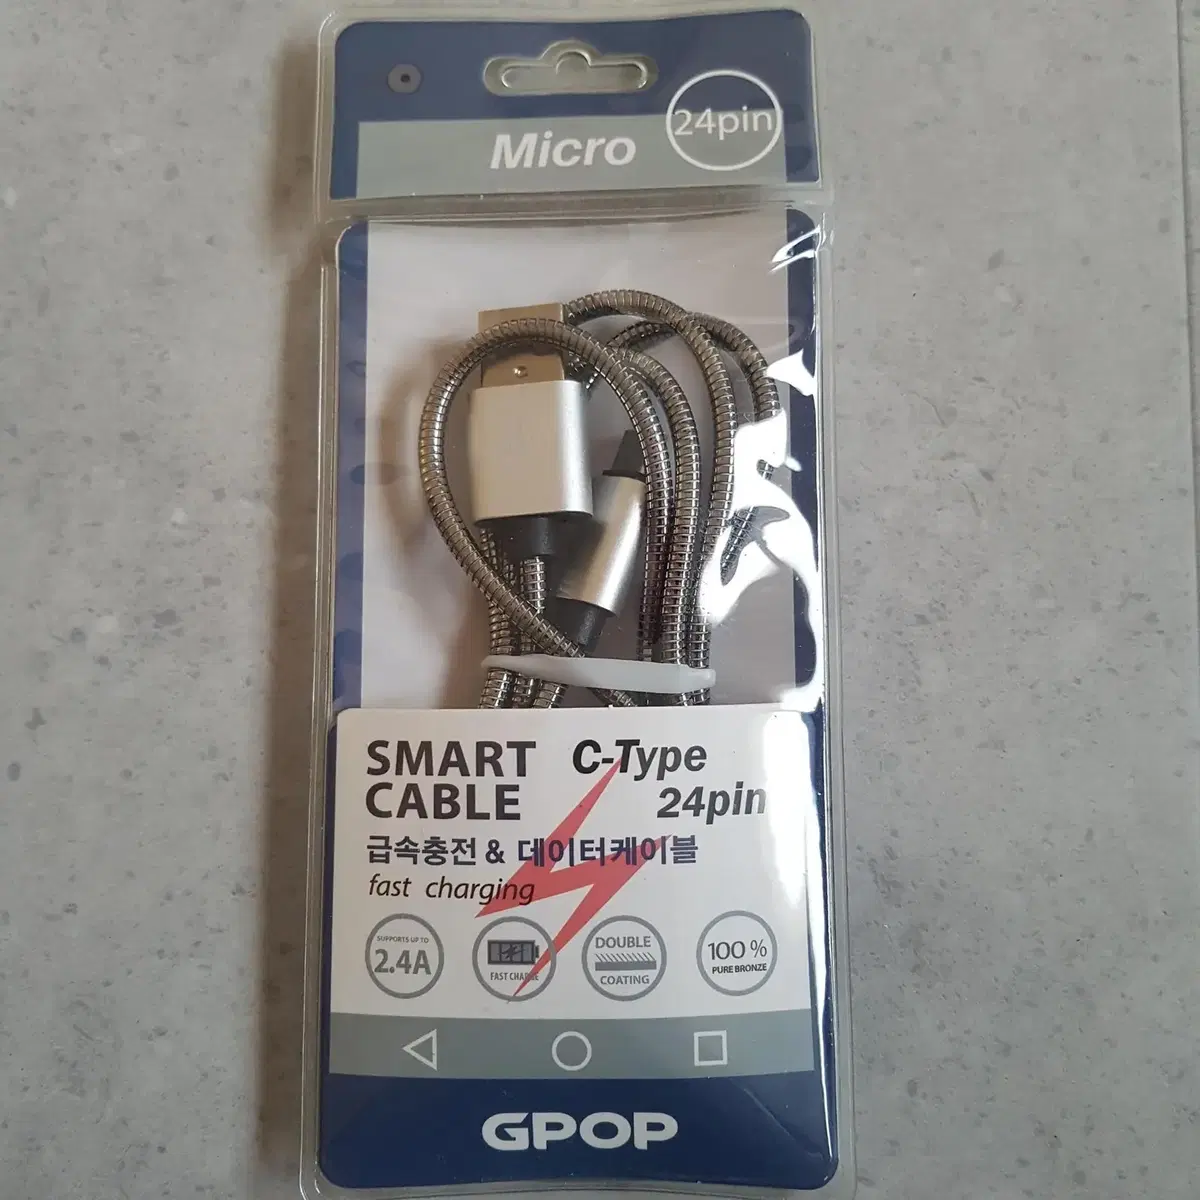 24pin
Micro
SMART C-Type
CABLE 24pin
급속충전 & 데이터케이블
fast charging
SUPPORTS UP TO
2.4A
FAST CHARGE
DOUBLE
COATING
100 %
PURE BRONZE
GPOP